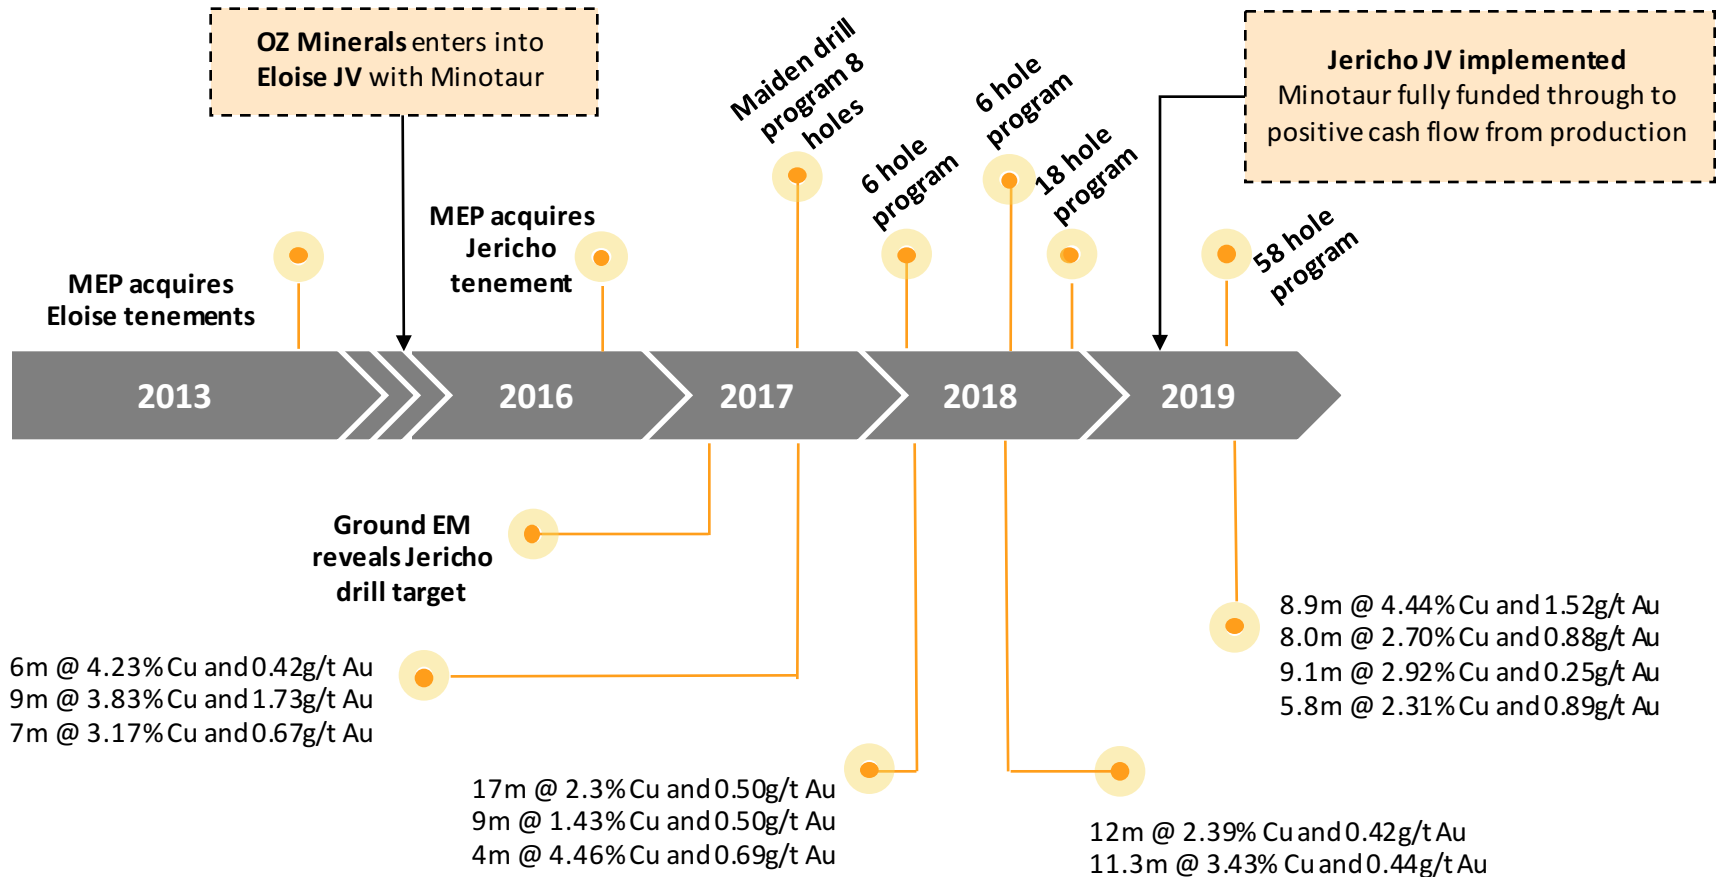 OZ Minerals enters into
Eloise JV with Minotaur
Jericho JV implemented
Minotaur fully funded through to
positive cash flow from production
Maiden drill
program 8
holes
6 hole
program
6 hole
program
18 hole
program
58 hole
program
MEP acquires
Eloise tenements
MEP acquires
Jericho
tenement
2013
2016
2017
2018
2019
Ground EM
reveals Jericho
drill target
6m @ 4.23% Cu and 0.42g/t Au
9m @ 3.83% Cu and 1.73g/t Au
7m @ 3.17% Cu and 0.67g/t Au
17m @ 2.3% Cu and 0.50g/t Au
9m @ 1.43% Cu and 0.50g/t Au
4m @ 4.46% Cu and 0.69g/t Au
12m @ 2.39% Cu and 0.42g/t Au
11.3m @ 3.43% Cu and 0.44g/t Au
8.9m @ 4.44% Cu and 1.52g/t Au
8.0m @ 2.70% Cu and 0.88g/t Au
9.1m @ 2.92% Cu and 0.25g/t Au
5.8m @ 2.31% Cu and 0.89g/t Au